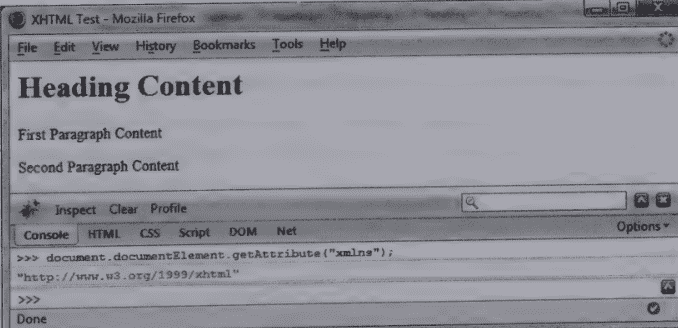 XHTML Test - Mozilla Firefox
File Edit View History Bookmarks Tools Help
Heading Content
First Paragraph Content
Second Paragraph Content
Inspect Clear Profile
Console HTML CSS Script DOM Net Options
>>> document.documentElement.getAttribute("xmlns");
"http://www.w3.org/1999/xhtml"
>>>
Done